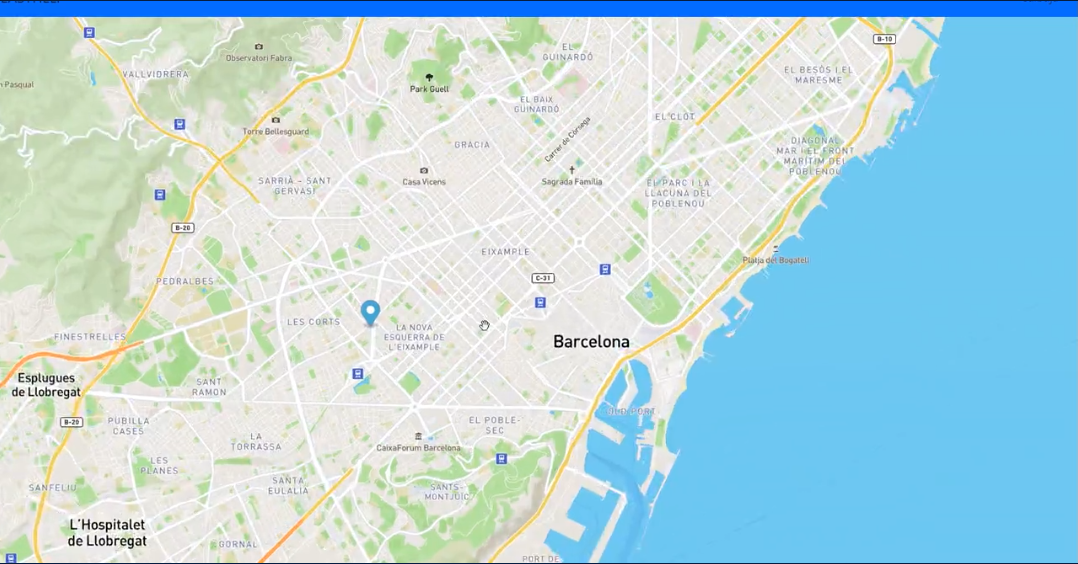 B-10
EL
GUINARDÓ
Observatori Fabra
VALLVIDRERA
EL BESÒS I EL
MARESME
n Pasqual
Park Güell
EL BAIX
GUINARDÓ
EL CLOT
Torre Bellesguard
Carrer de Còrsega
GRÀCIA
DIAGONAL
MAR I EL FRONT
MARÍTIM DEL
POBLENOU
Casa Vicens
Sagrada Família
SARRIÀ - SANT
GERVASI
EL PARC I LA
LLACUNA DEL
POBLENOU
B-20
EIXAMPLE
Platja del Bogatell
C-31
PEDRALBES
LES CORTS
LA NOVA
ESQUERRA DE
L'EIXAMPLE
FINESTRELLES
Barcelona
Esplugues
de Llobregat
SANT
RAMON
SUD PORT
B-20
PUBILLA
CASES
EL POBLE-
SEC
LA
TORRASSA
CaixaForum Barcelona
LES
PLANES
SANTA
EULÀLIA
SANTS-
MONTJUÏC
SANFELIU
L'Hospitalet
de Llobregat
GORNAL
PORT DE